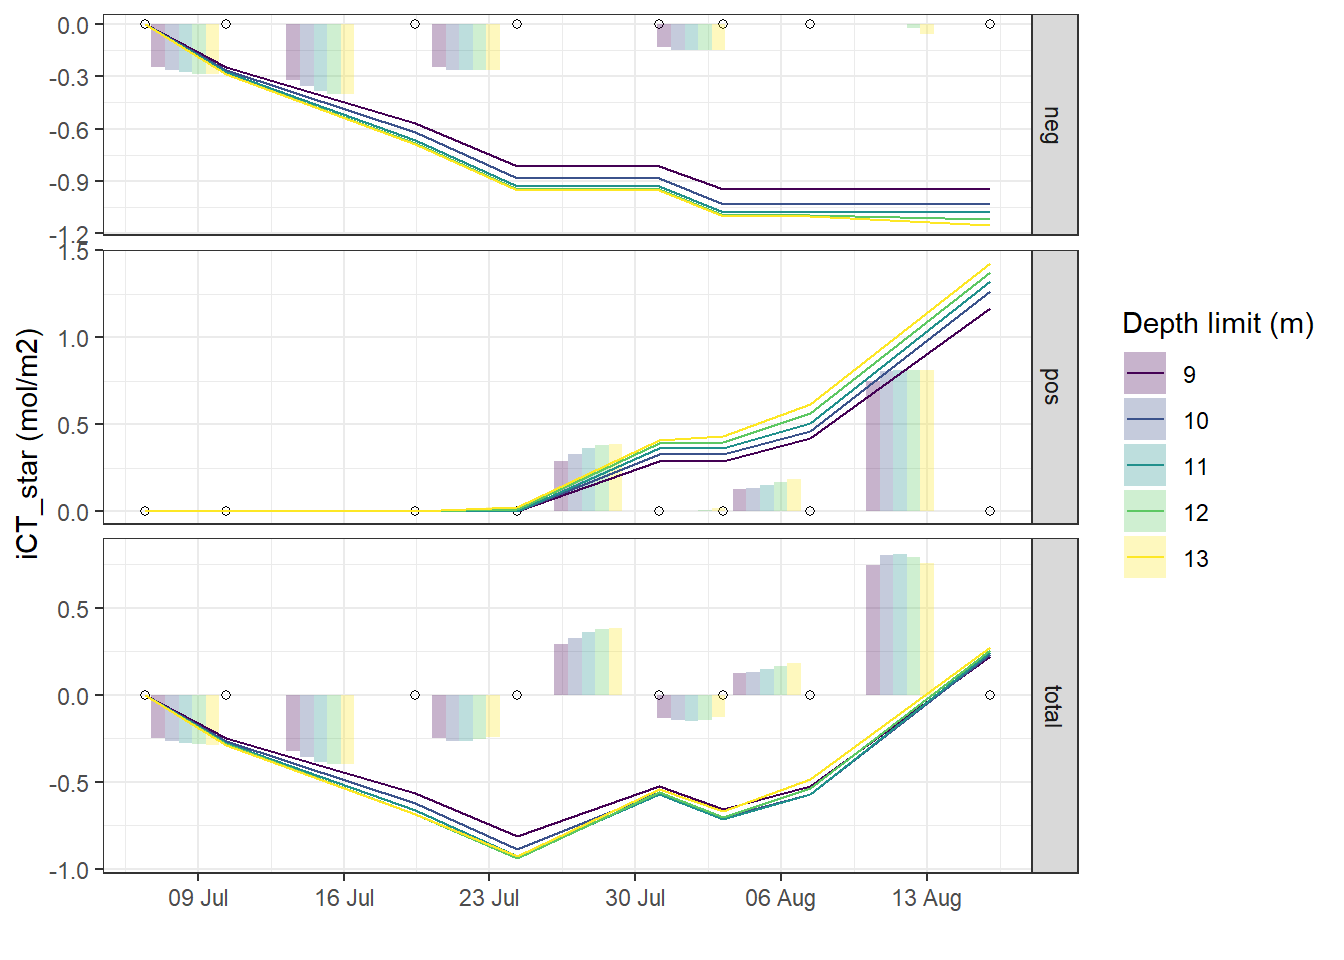 0.0
-0.3
-0.6
-0.9
-1.2
neg
1.5
1.0
0.5
0.0
pos
0.5
0.0
-0.5
-1.0
total
iCT_star (mol/m2)
09 Jul
16 Jul
23 Jul
30 Jul
06 Aug
13 Aug
Depth limit (m)
9
10
11
12
13